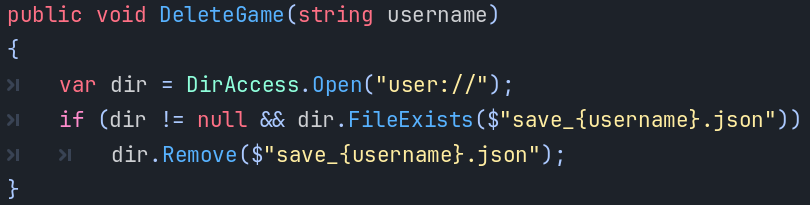 public void DeleteGame(string username)
{
var dir = DirAccess.Open("user://");
if (dir != null && dir.FileExists($"save_{username}.json"))
dir.Remove($"save_{username}.json");
}